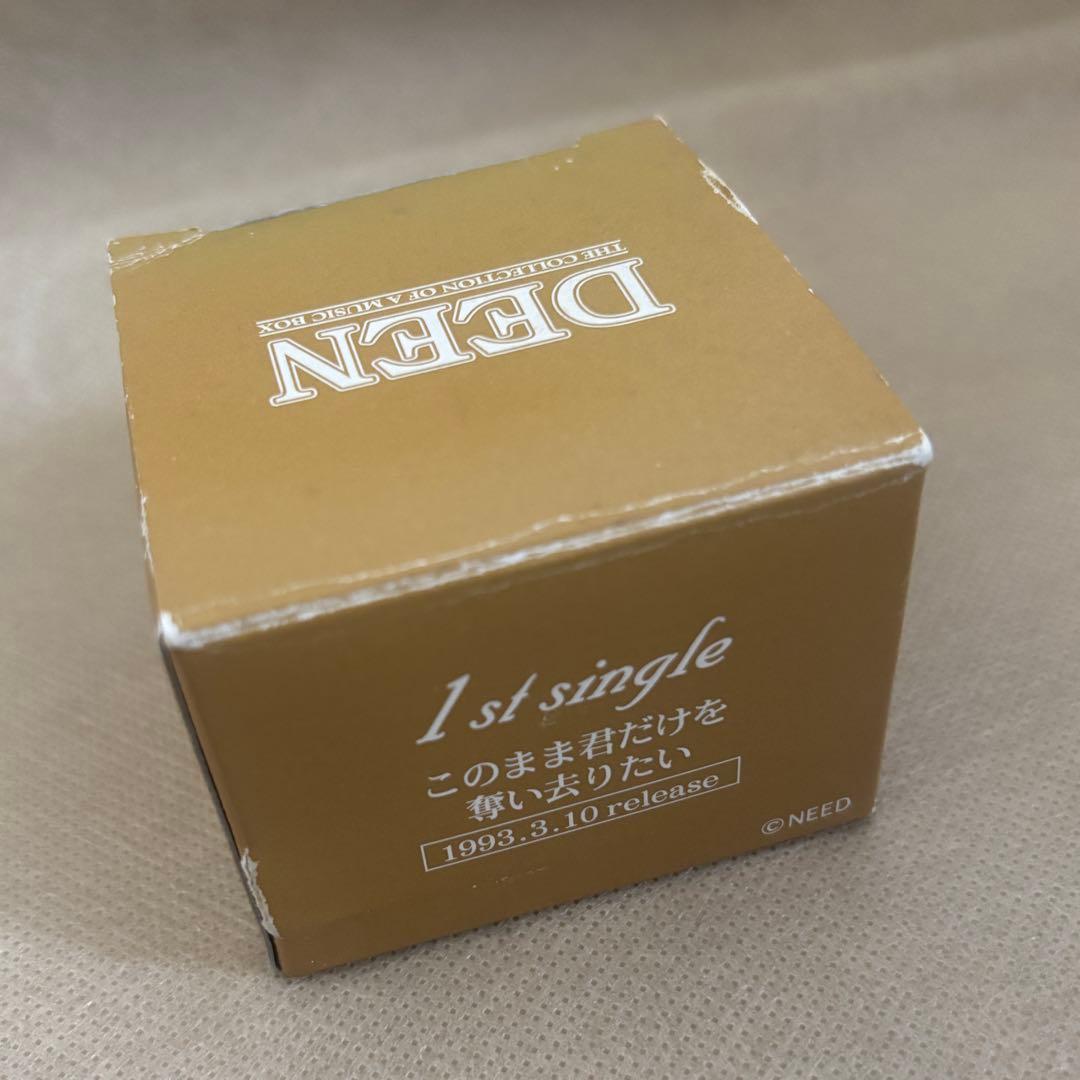 DEEN
THE COLLECTION OF A MUSIC BOX
1st single
このまま君だけを
奪い去りたい
1993.3.10 release
©NEED